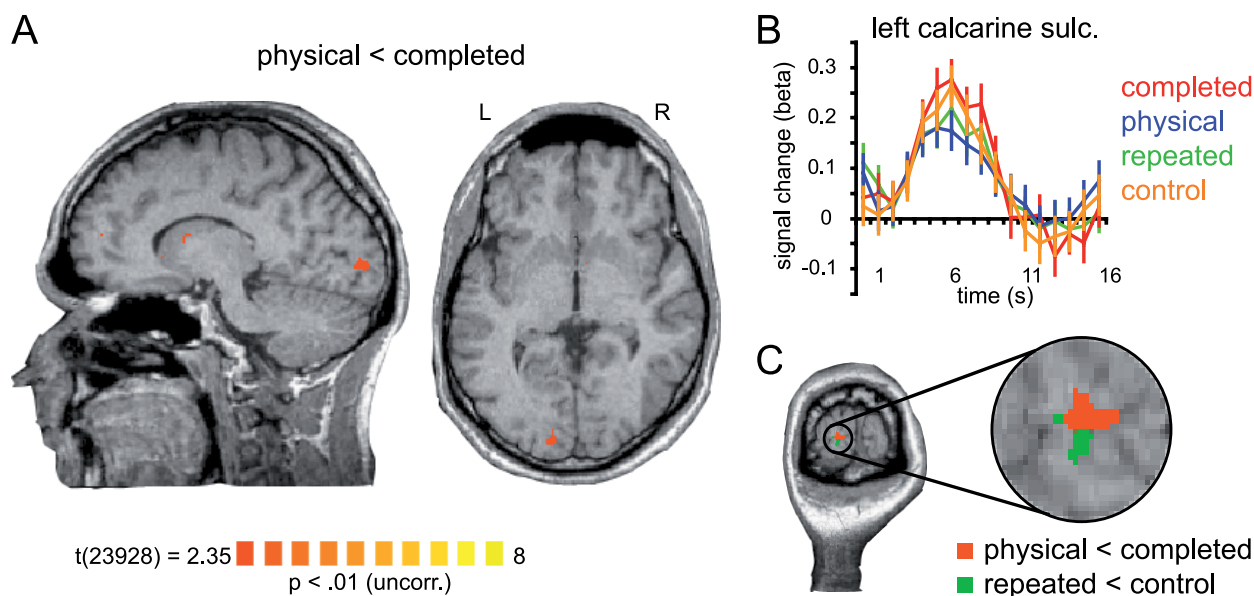 A
physical < completed
L
R
t(23928) = 2.35
8
p < .01 (uncorr.)
B
left calcarine sulc.
signal change (beta)
0.3
0.2
0.1
0
-0.1
1
6
11
16
time (s)
completed
physical
repeated
control
C
physical < completed
repeated < control